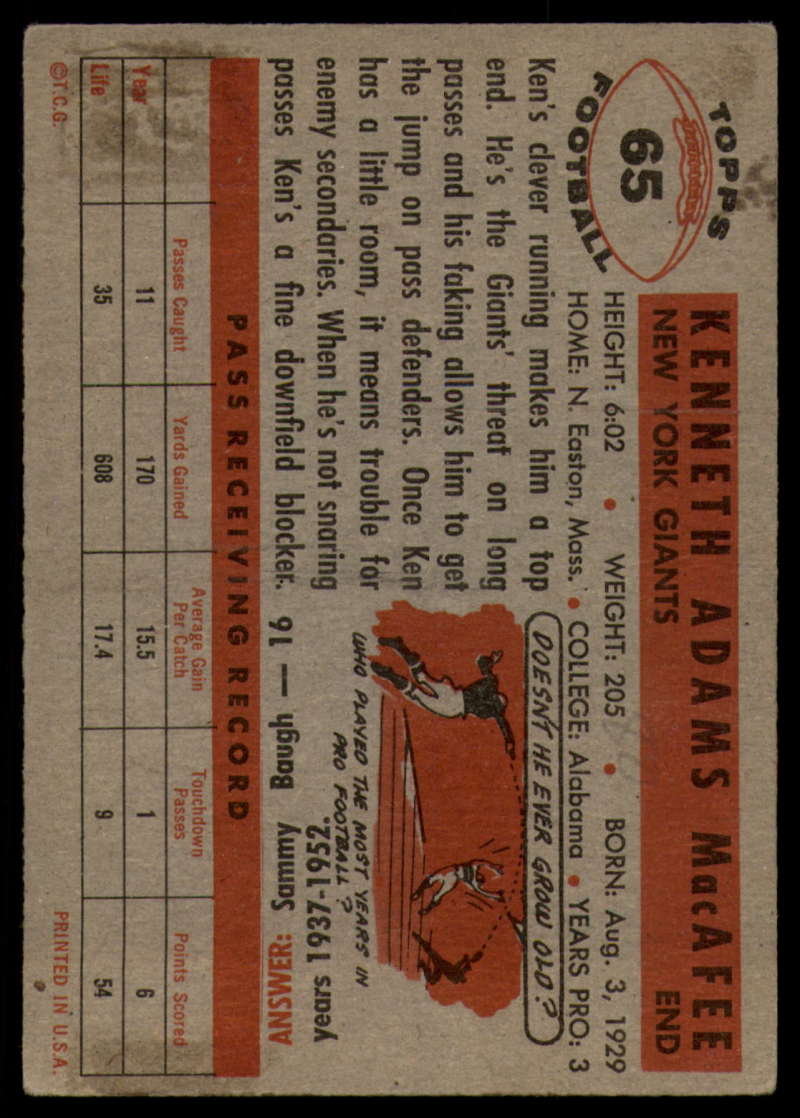 TOPPS
65
FOOTBALL
KENNETH ADAMS MacAFEE
NEW YORK GIANTS END
HEIGHT: 6:02 • WEIGHT: 205 • BORN: Aug. 3, 1929
HOME: N. Easton, Mass. • COLLEGE: Alabama • YEARS PRO: 3
Ken's clever running makes him a top
end. He's the Giants' threat on long
passes and his faking allows him to get
the jump on pass defenders. Once Ken
has a little room, it means trouble for
enemy secondaries. When he's not snaring
passes Ken's a fine downfield blocker.
DOESN'T HE EVER GROW OLD?
WHO PLAYED THE MOST YEARS IN
PRO FOOTBALL?
ANSWER: Sammy Baugh — 16
years 1937-1952.
PASS RECEIVING RECORD
Passes Caught Yards Gained Average Gain Per Catch Touchdown Passes Points Scored
Year 11 170 15.5 1 6
Life 35 608 17.4 9 54
©T.C.G. PRINTED IN U.S.A.